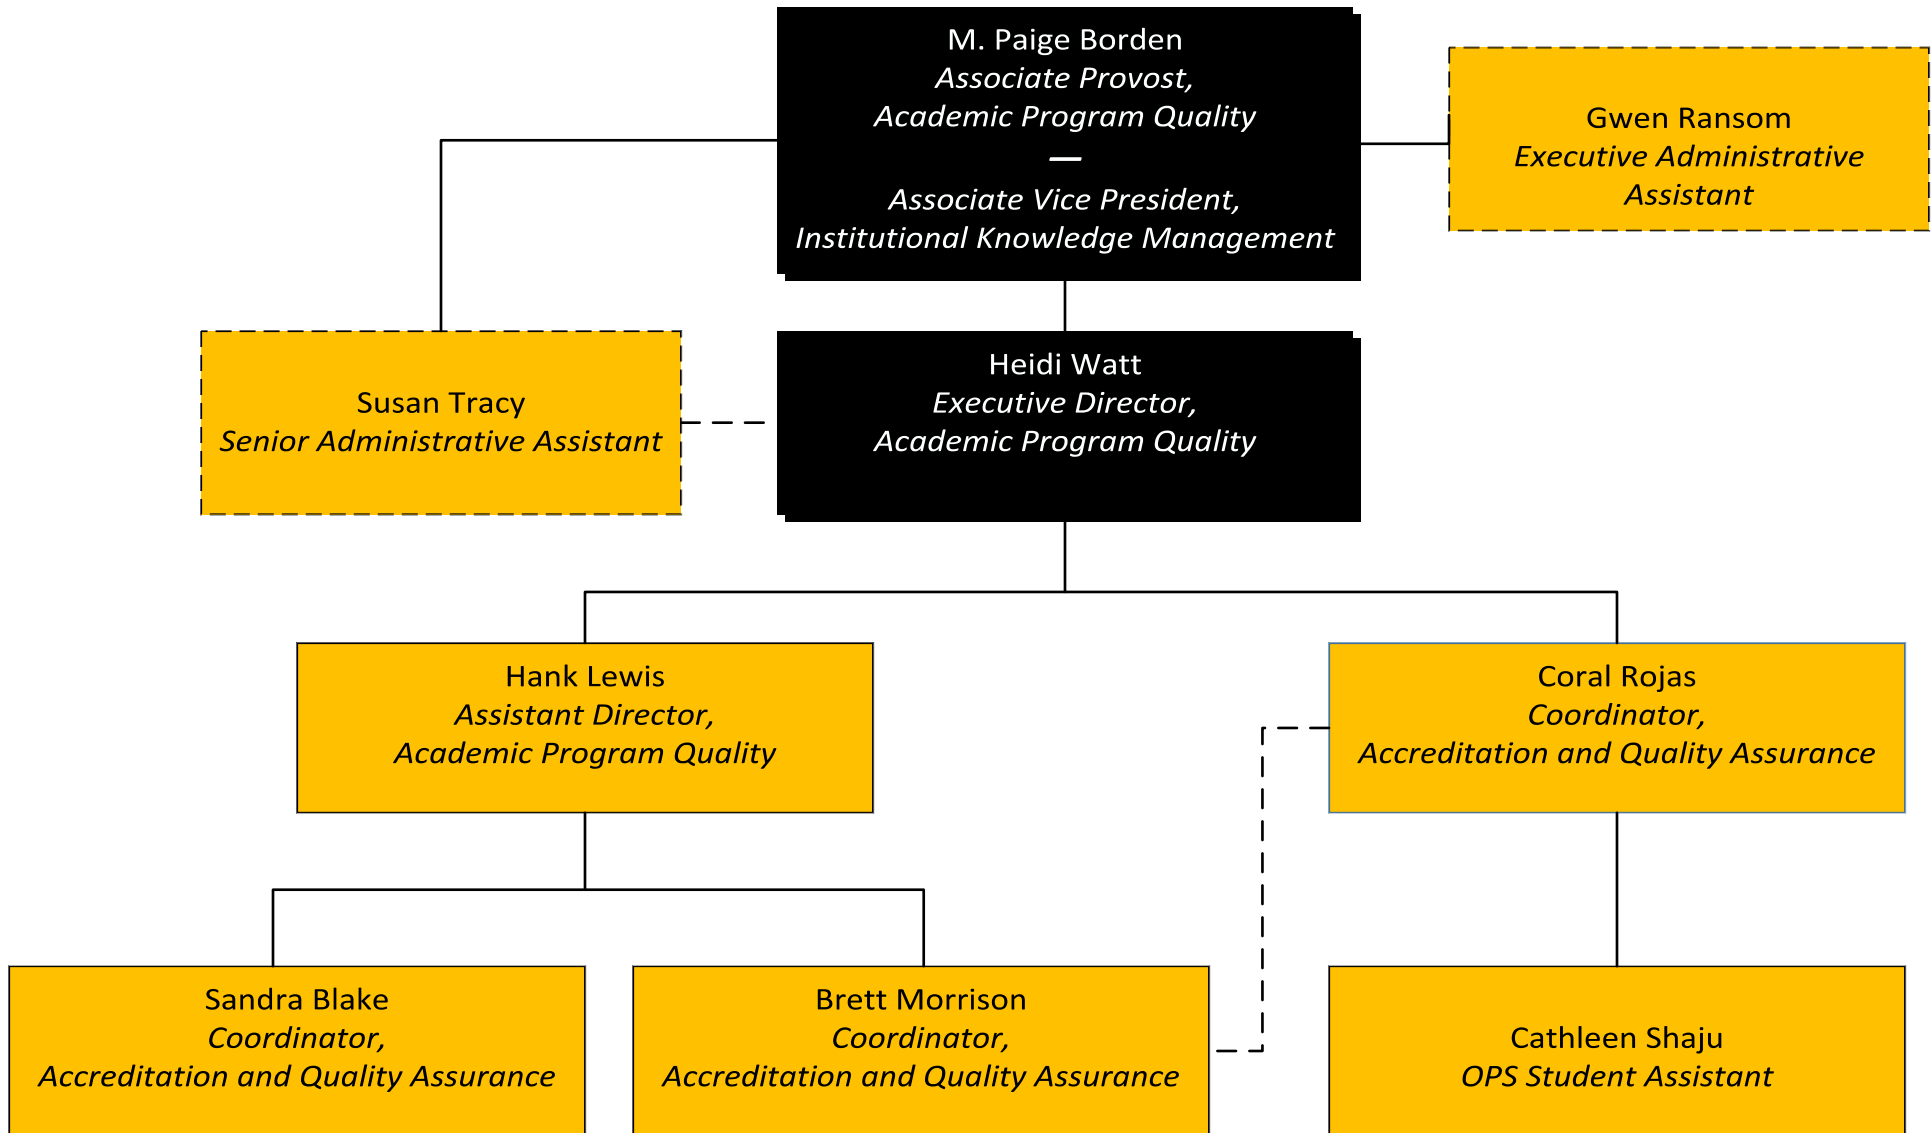 M. Paige Borden
Associate Provost,
Academic Program Quality
—
Associate Vice President,
Institutional Knowledge Management
Gwen Ransom
Executive Administrative
Assistant
Susan Tracy
Senior Administrative Assistant
Heidi Watt
Executive Director,
Academic Program Quality
Hank Lewis
Assistant Director,
Academic Program Quality
Coral Rojas
Coordinator,
Accreditation and Quality Assurance
Sandra Blake
Coordinator,
Accreditation and Quality Assurance
Brett Morrison
Coordinator,
Accreditation and Quality Assurance
Cathleen Shaju
OPS Student Assistant